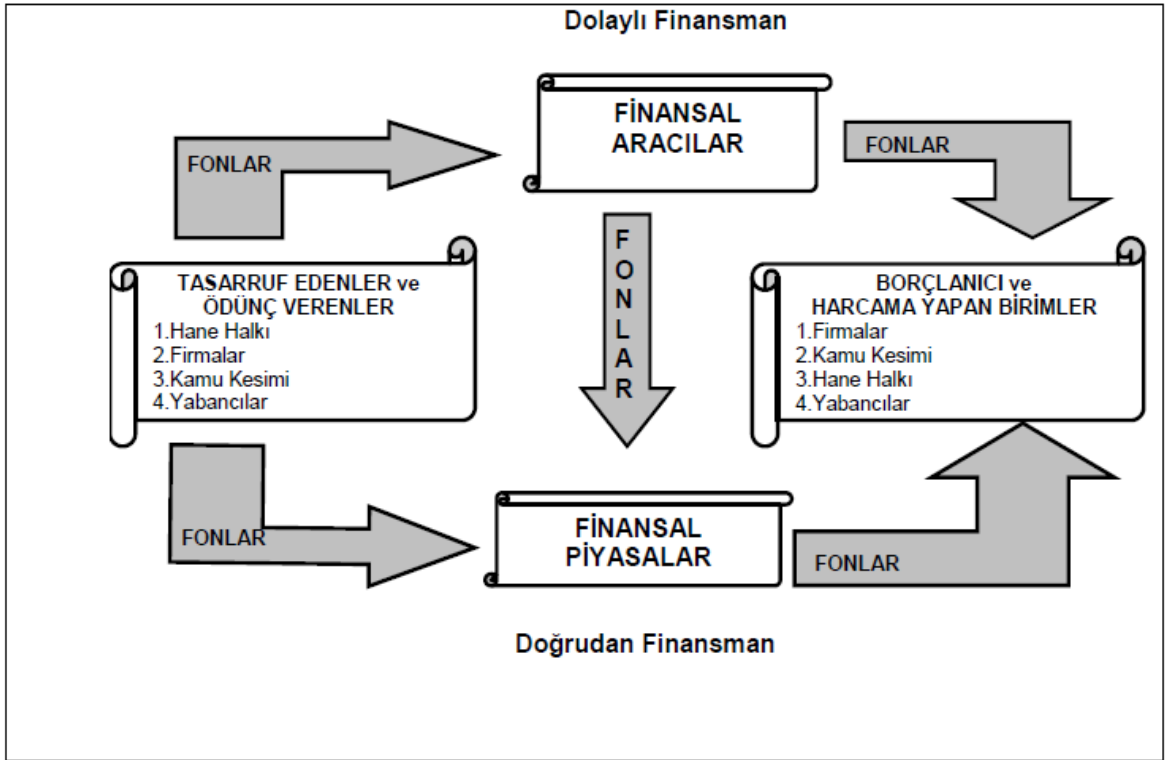 Dolaylı Finansman
FİNANSAL
ARACILAR
FONLAR
FONLAR
FONLAR
TASARRUF EDENLER ve
ÖDÜNÇ VERENLER
1.Hane Halkı
2.Firmalar
3.Kamu Kesimi
4.Yabancılar
BORÇLANICI ve
HARCAMA YAPAN BİRİMLER
1.Firmalar
2.Kamu Kesimi
3.Hane Halkı
4.Yabancılar
FONLAR
FİNANSAL
PİYASALAR
FONLAR
Doğrudan Finansman